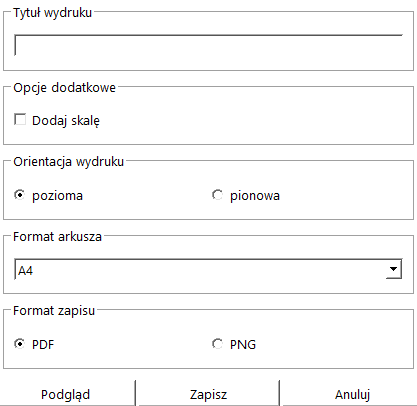 Tytuł wydruku
Opcje dodatkowe
Dodaj skalę
Orientacja wydruku
pozioma pionowa
Format arkusza
A4
Format zapisu
PDF PNG
Podgląd Zapisz Anuluj